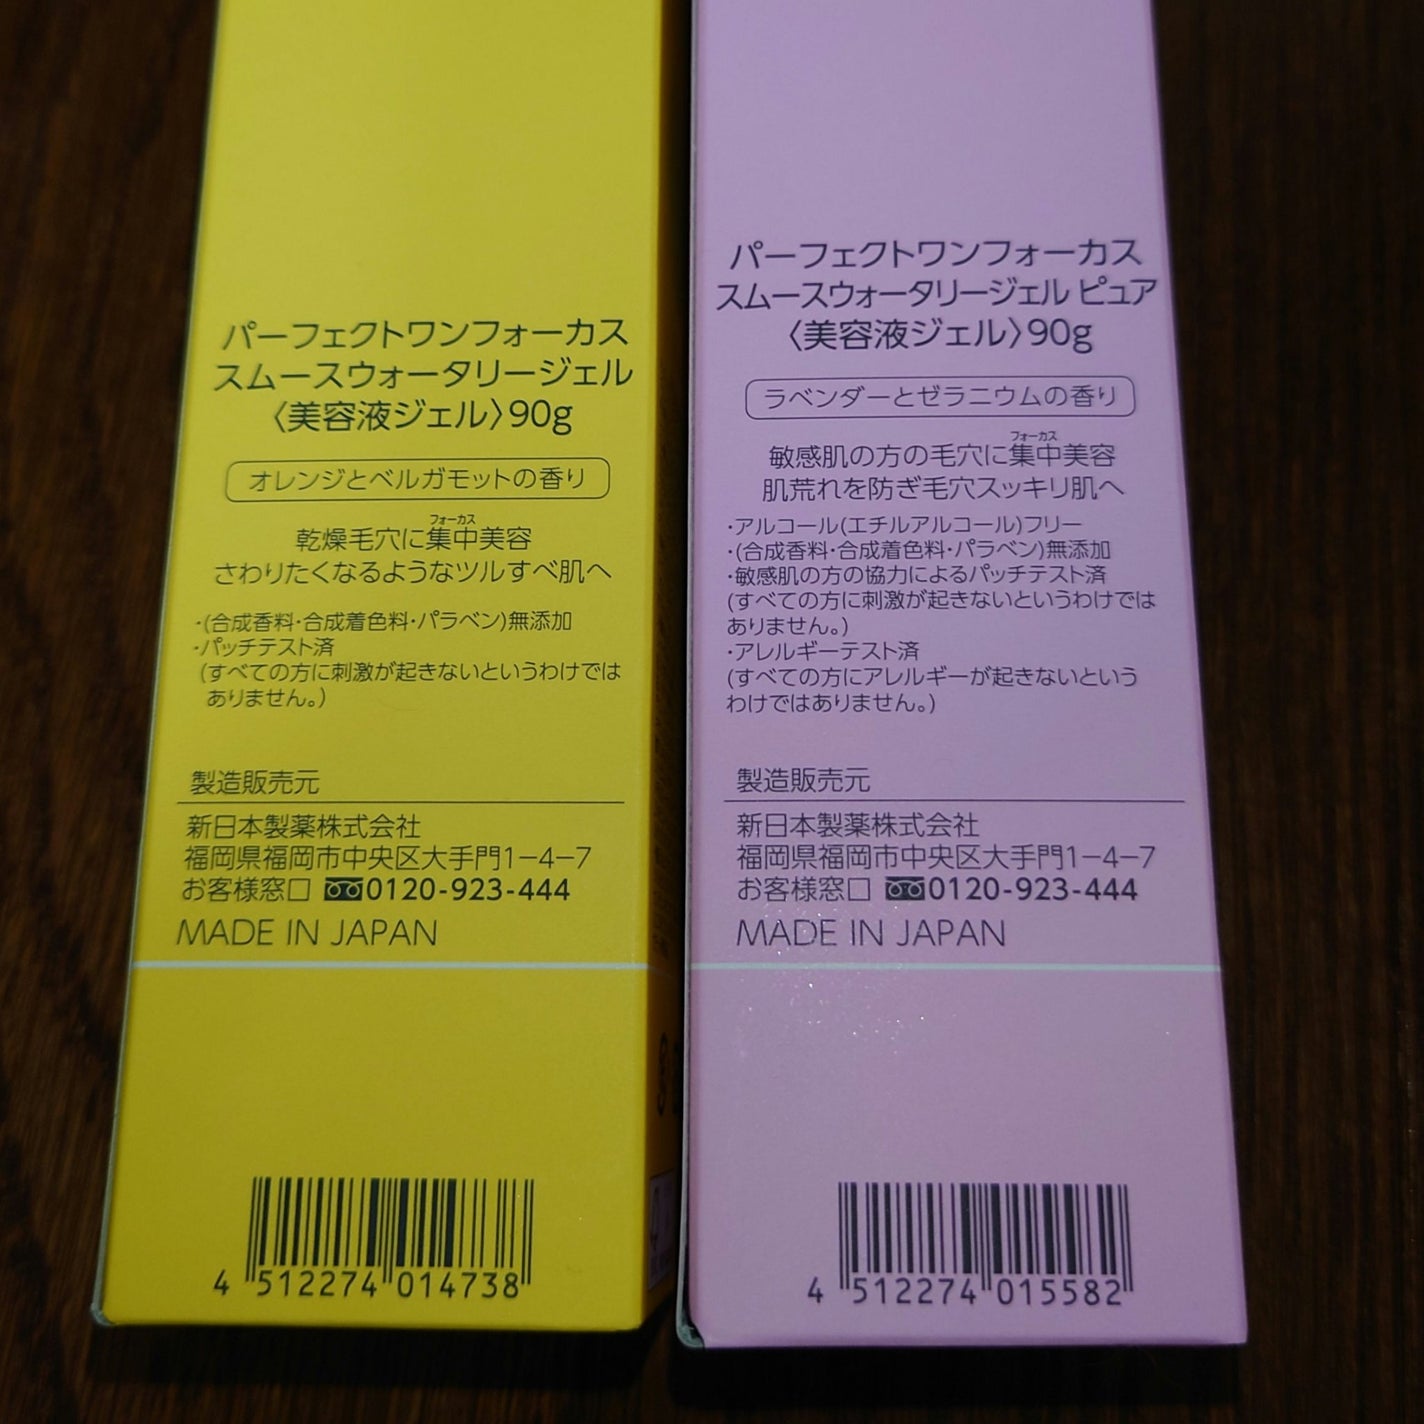 パーフェクトワンフォーカス
スムースウォータリージェル
〈美容液ジェル〉90g
オレンジとベルガモットの香り
フォーカス
乾燥毛穴に集中美容
さわりたくなるようなツルすべ肌へ
・(合成香料・合成着色料・パラベン)無添加
・パッチテスト済
(すべての方に刺激が起きないというわけでは
ありません。)
製造販売元
新日本製薬株式会社
福岡県福岡市中央区大手門1-4-7
お客様窓口 0120-923-444
MADE IN JAPAN
4 512274 014738
パーフェクトワンフォーカス
スムースウォータリージェル ピュア
〈美容液ジェル〉90g
ラベンダーとゼラニウムの香り
フォーカス
敏感肌の方の毛穴に集中美容
肌荒れを防ぎ毛穴スッキリ肌へ
・アルコール(エチルアルコール)フリー
・(合成香料・合成着色料・パラベン)無添加
・敏感肌の方の協力によるパッチテスト済
(すべての方に刺激が起きないというわけでは
ありません。)
・アレルギーテスト済
(すべての方にアレルギーが起きないという
わけではありません。)
製造販売元
新日本製薬株式会社
福岡県福岡市中央区大手門1-4-7
お客様窓口 0120-923-444
MADE IN JAPAN
4 512274 015582